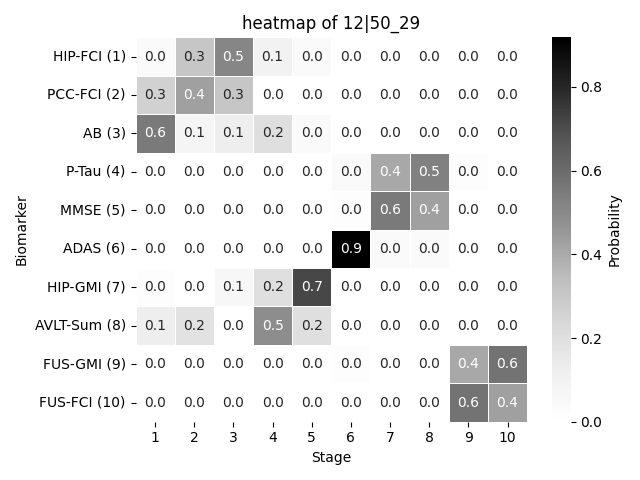 heatmap of 12|50_29
HIP-FCI (1) 0.0 0.3 0.5 0.1 0.0 0.0 0.0 0.0 0.0 0.0
PCC-FCI (2) 0.3 0.4 0.3 0.0 0.0 0.0 0.0 0.0 0.0 0.0
AB (3) 0.6 0.1 0.1 0.2 0.0 0.0 0.0 0.0 0.0 0.0
P-Tau (4) 0.0 0.0 0.0 0.0 0.0 0.0 0.4 0.5 0.0 0.0
MMSE (5) 0.0 0.0 0.0 0.0 0.0 0.0 0.6 0.4 0.0 0.0
ADAS (6) 0.0 0.0 0.0 0.0 0.0 0.9 0.0 0.0 0.0 0.0
HIP-GMI (7) 0.0 0.0 0.1 0.2 0.7 0.0 0.0 0.0 0.0 0.0
AVLT-Sum (8) 0.1 0.2 0.0 0.5 0.2 0.0 0.0 0.0 0.0 0.0
FUS-GMI (9) 0.0 0.0 0.0 0.0 0.0 0.0 0.0 0.0 0.4 0.6
FUS-FCI (10) 0.0 0.0 0.0 0.0 0.0 0.0 0.0 0.0 0.6 0.4
1 2 3 4 5 6 7 8 9 10
Stage
Biomarker
0.8
0.6
0.4
0.2
0.0
Probability